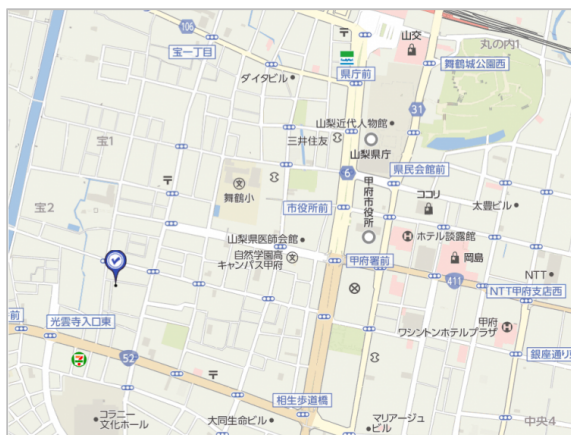 106
宝一丁目
ダイタビル
県庁前
山交
丸の内1
舞鶴城公園西
31
山梨近代人物館
三井住友
山梨県庁
宝1
6
県民会館前
舞鶴小
ココリ
太豊ビル
宝2
市役所前
甲府市役所
山梨県医師会館
ホテル談露館
自然学園高
キャンパス甲府
甲府署前
岡島
NTT
411
NTT甲府支店西
前
光雲寺入口東
甲府
ワシントンホテルプラザ
52
銀座通り
相生歩道橋
コラニー
文化ホール
大同生命ビル
マリアージュ
ビル
中央4